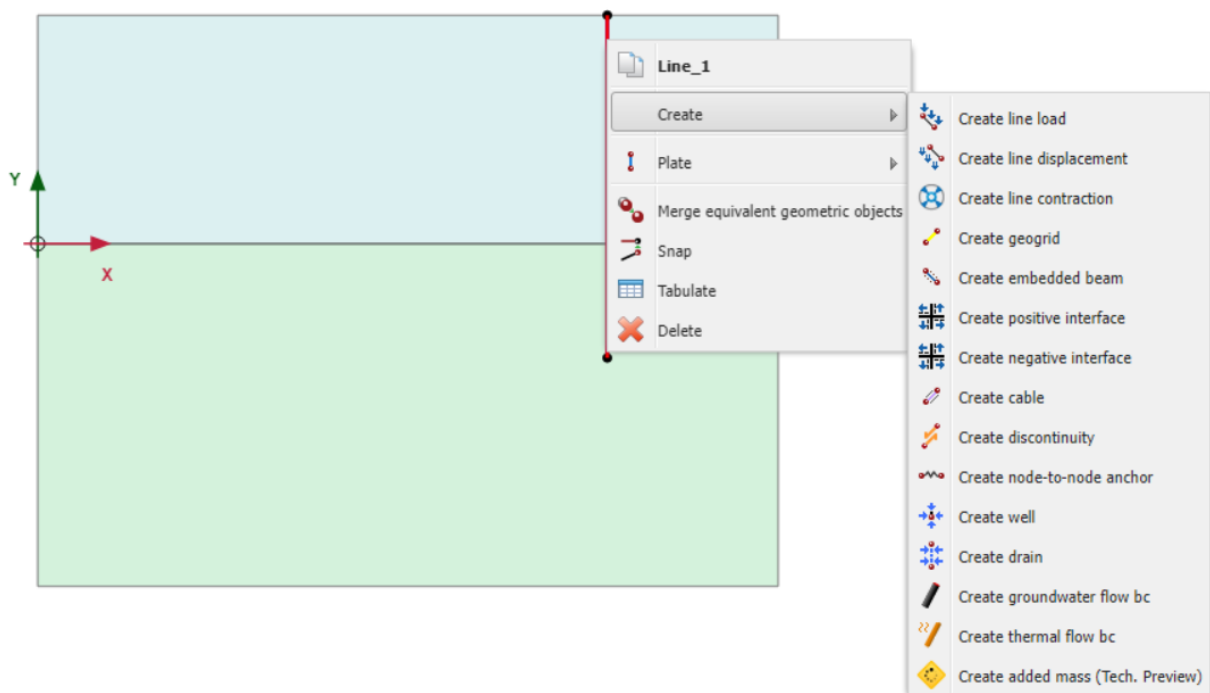 Y
X
Line_1
Create
Plate
Merge equivalent geometric objects
Snap
Tabulate
Delete
Create line load
Create line displacement
Create line contraction
Create geogrid
Create embedded beam
Create positive interface
Create negative interface
Create cable
Create discontinuity
Create node-to-node anchor
Create well
Create drain
Create groundwater flow bc
Create thermal flow bc
Create added mass (Tech. Preview)